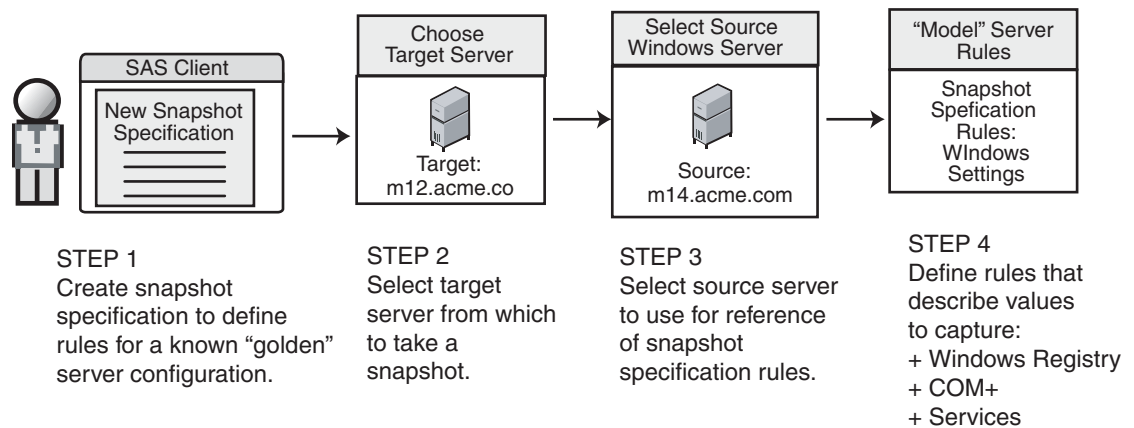 SAS Client
New Snapshot
Specification
Choose
Target Server
Target:
m12.acme.co
Select Source
Windows Server
Source:
m14.acme.com
“Model” Server
Rules
Snapshot
Spefication
Rules:
WIndows
Settings
STEP 1
Create snapshot
specification to define
rules for a known “golden”
server configuration.
STEP 2
Select target
server from which
to take a
snapshot.
STEP 3
Select source server
to use for reference
of snapshot
specification rules.
STEP 4
Define rules that
describe values
to capture:
+ Windows Registry
+ COM+
+ Services